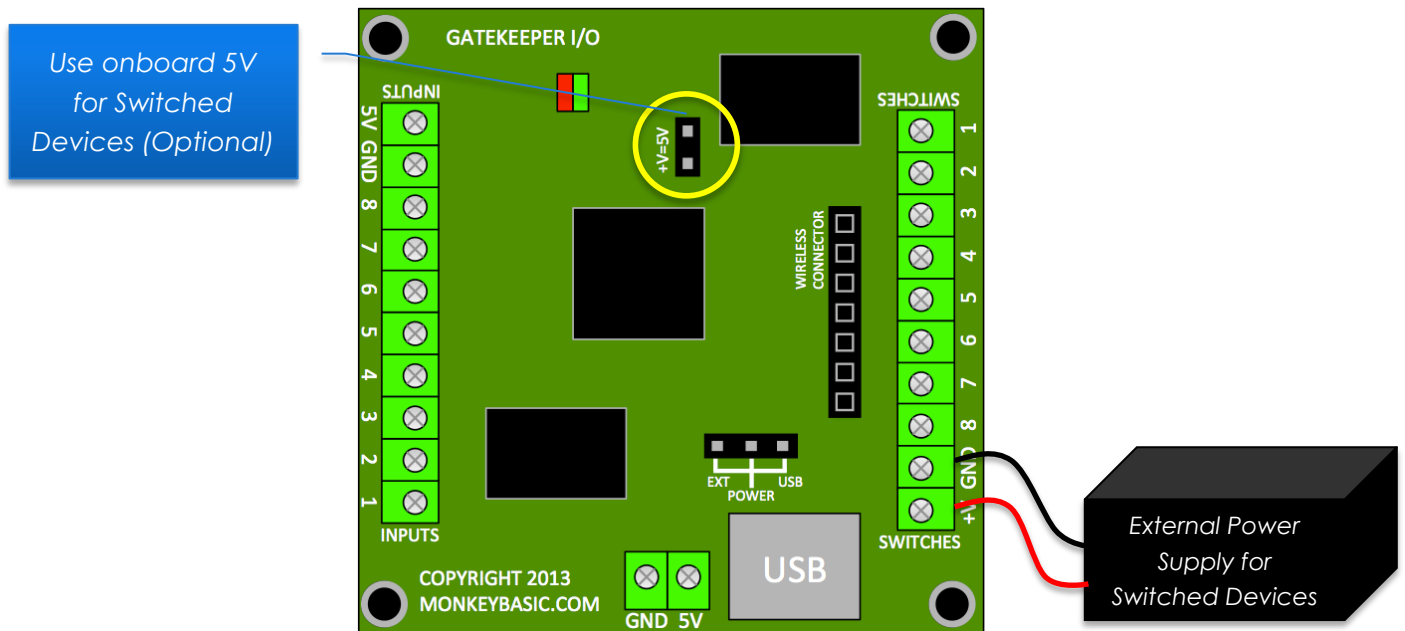 Use onboard 5V
for Switched
Devices (Optional)
GATEKEEPER I/O
INPUTS
5V
GND
8
7
6
5
4
3
2
1
INPUTS
+V=5V
WIRELESS
CONNECTOR
SWITCHES
1
2
3
4
5
6
7
8
GND
+V
SWITCHES
EXT
USB
POWER
USB
COPYRIGHT 2013
MONKEYBASIC.COM
GND 5V
External Power
Supply for
Switched Devices